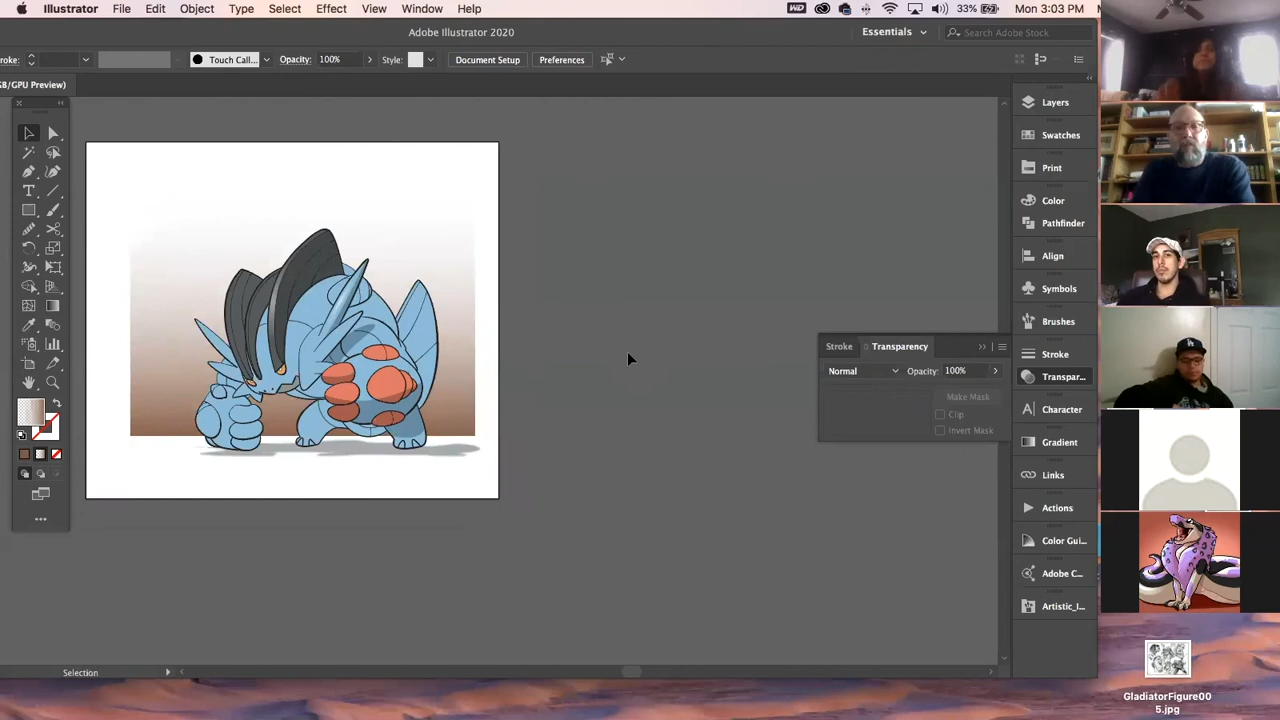 Illustrator File Edit Object Type Select Effect View Window Help 33% Mon 3:03 PM
Adobe Illustrator 2020
Essentials
Search Adobe Stock
roke:
Touch Call...
Opacity: 100%
Style:
Document Setup
Preferences
GB/GPU Preview)
Layers
Swatches
Print
Color
Pathfinder
Align
Symbols
Brushes
Stroke
Transpar...
Character
Gradient
Links
Actions
Color Gui...
Adobe C...
Artistic_I...
Stroke Transparency
Normal Opacity: 100%
Make Mask
Clip
Invert Mask
Selection
GladiatorFigure00
5.jpg